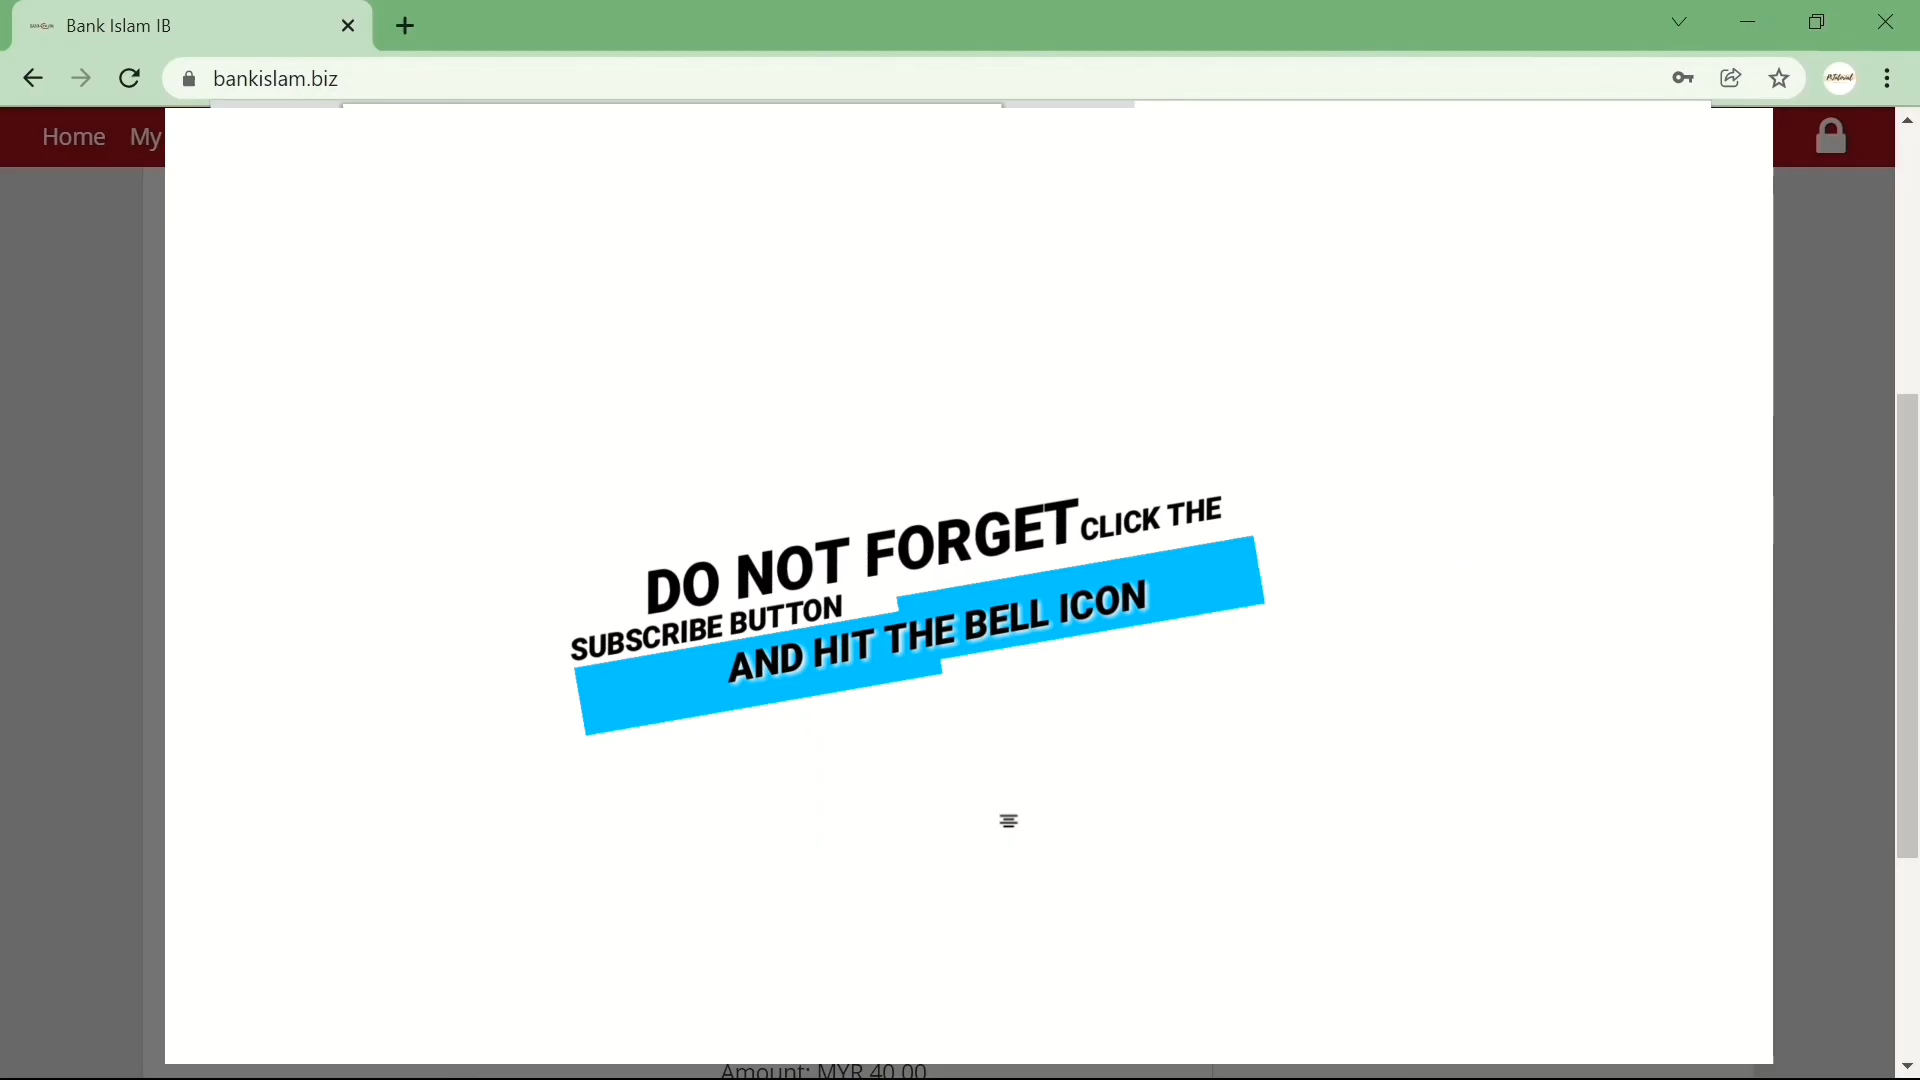 Bank Islam IB
bankislam.biz
Home My
DO NOT FORGET CLICK THE
SUBSCRIBE BUTTON
AND HIT THE BELL ICON
Amount: MYR 40.00